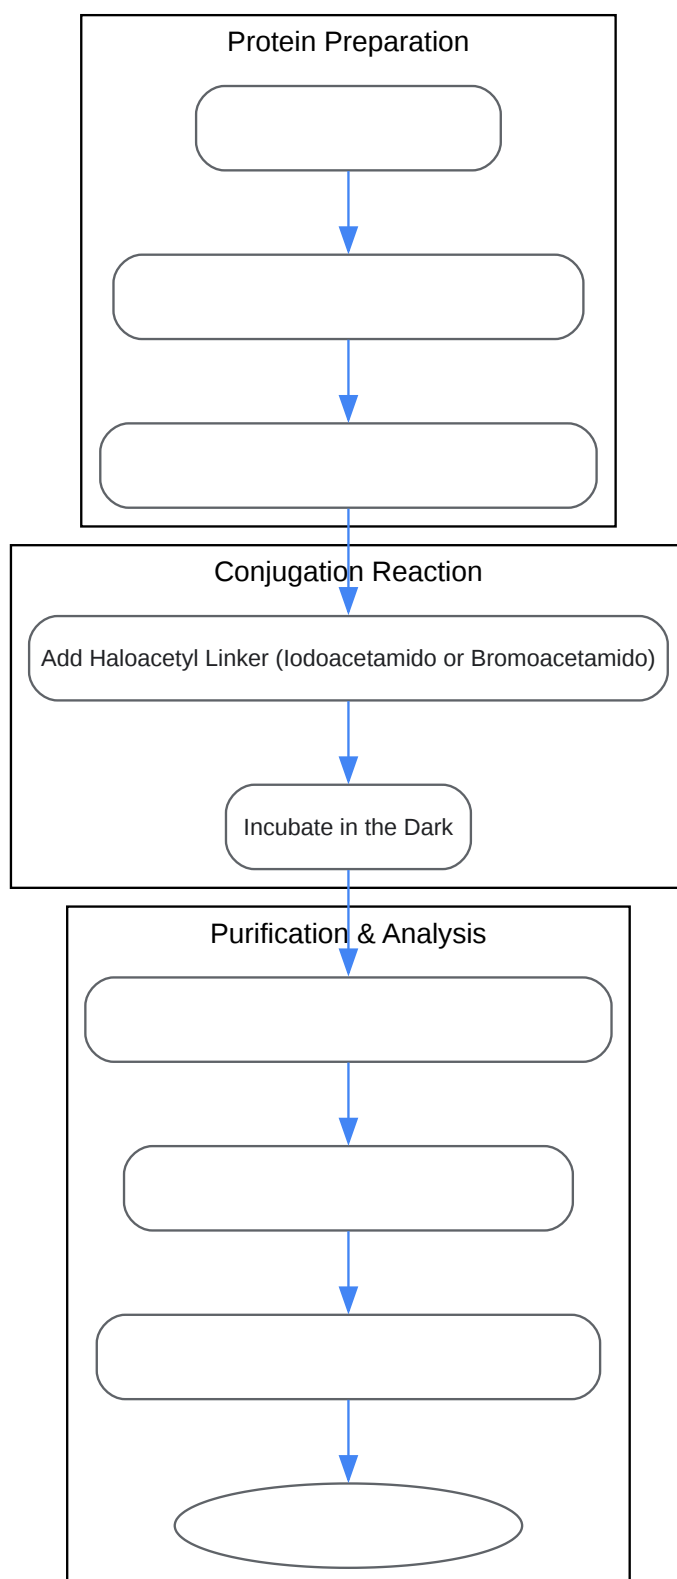 Protein Preparation
Conjugation Reaction
Add Haloacetyl Linker (Iodoacetamido or Bromoacetamido)
Incubate in the Dark
Purification & Analysis